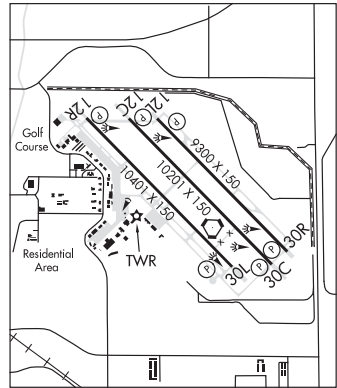 12R
12C
12L
P
P
P
Golf
Course
9300 X 150
10201 X 150
10401 X 150
Residential
Area
TWR
30R
30C
30L
P
P
P
x
x